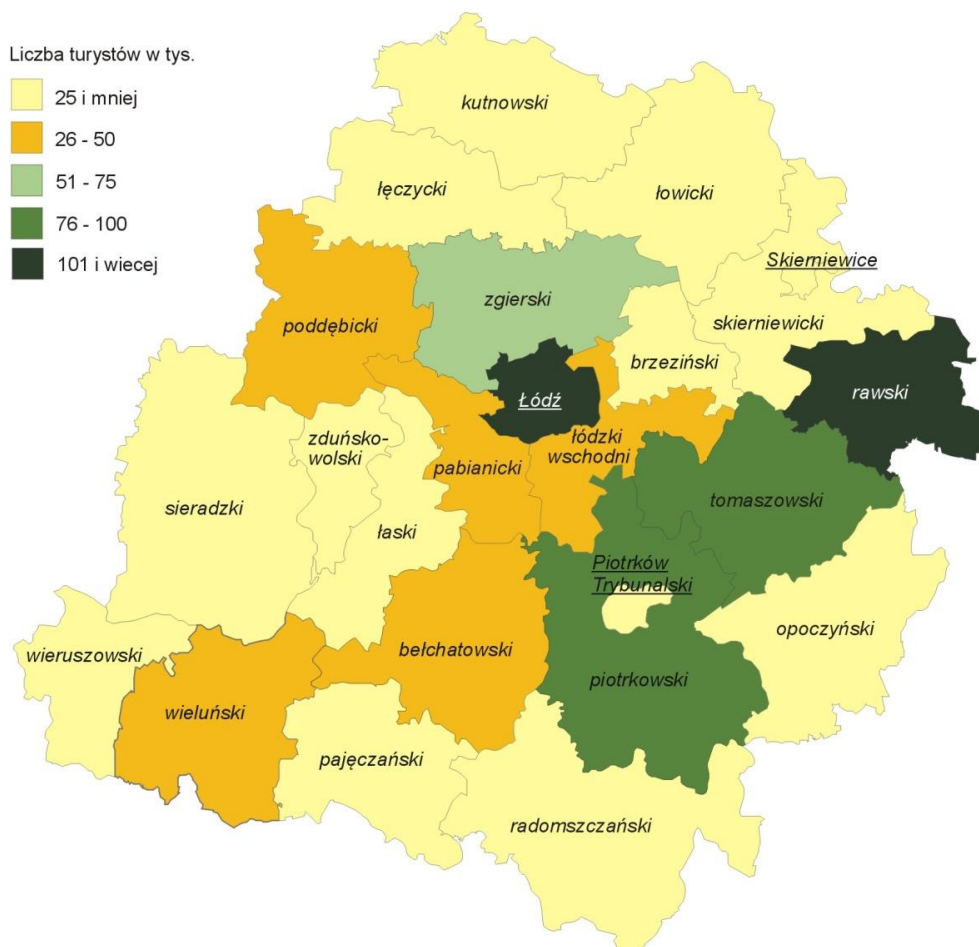 Liczba turystów w tys.
25 i mniej
26 - 50
51 - 75
76 - 100
101 i wiecej
kutnowski
łęczycki
łowicki
Skierniewice
zgierski
poddębicki
skierniewicki
brzeziński
rawski
Łódź
zduńsko-
wolski
łódzki
wschodni
pabianicki
sieradzki
tomaszowski
łaski
Piotrków
Trybunalski
opoczyński
bełchatowski
wieruszowski
piotrkowski
wieluński
pajęczański
radomszczański